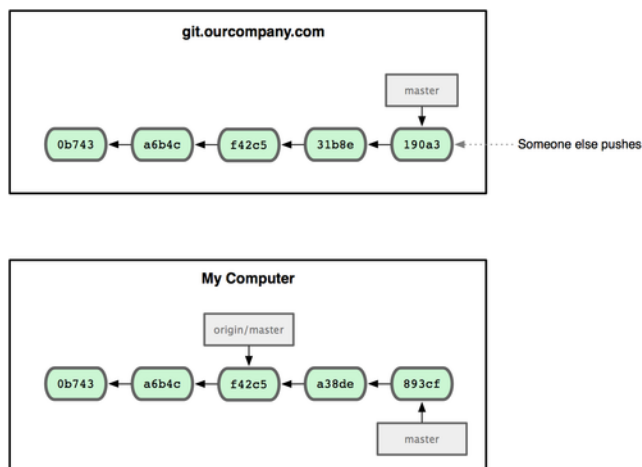 git.ourcompany.com
master
0b743
a6b4c
f42c5
31b8e
190a3
Someone else pushes
My Computer
origin/master
0b743
a6b4c
f42c5
a38de
893cf
master